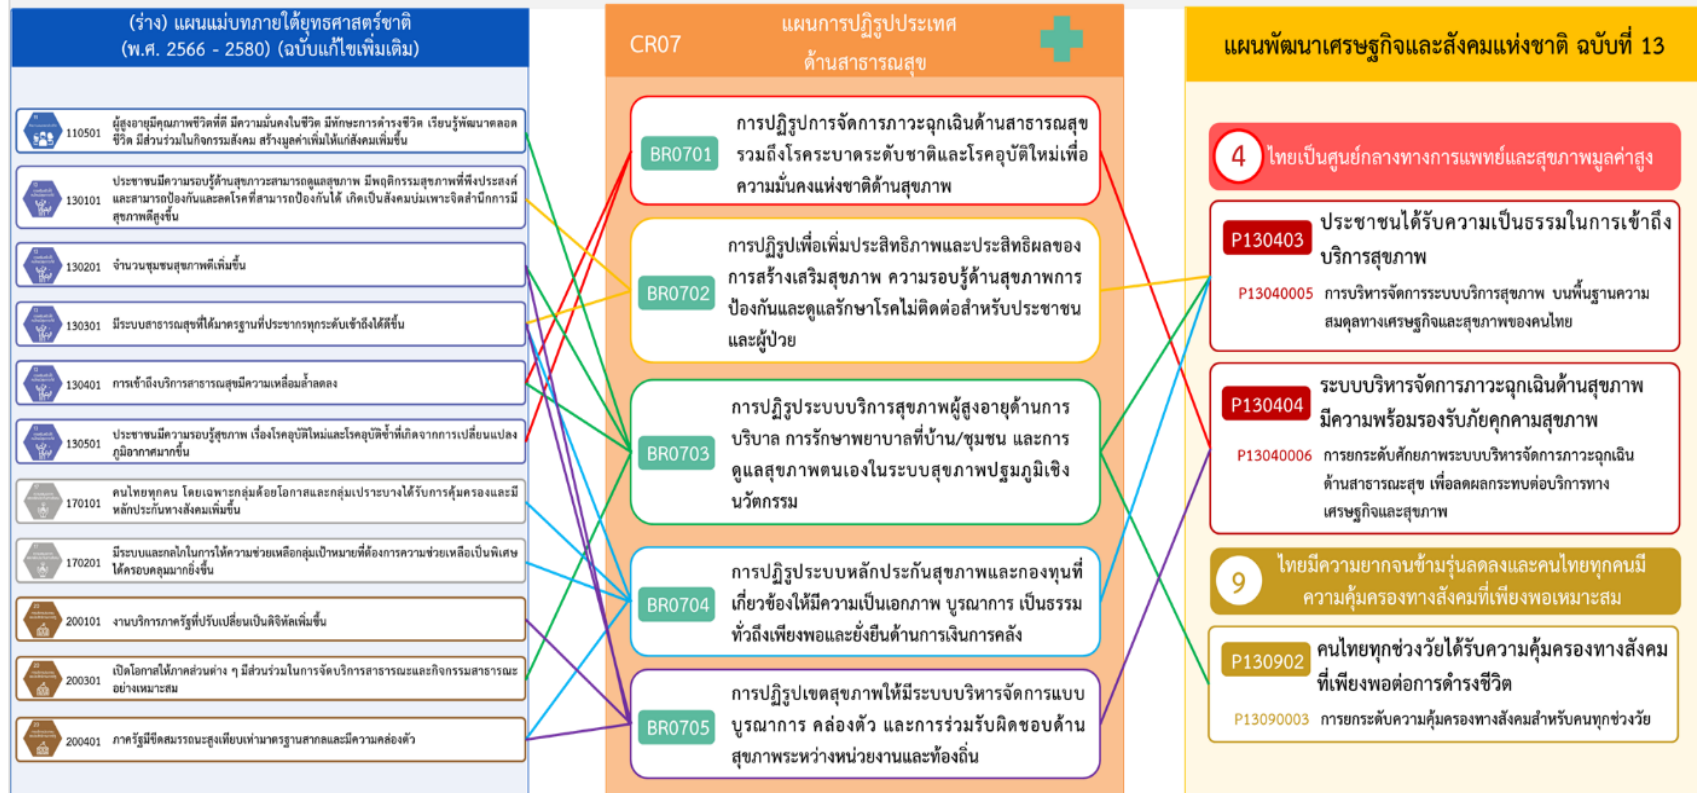 (ร่าง) แผนแม่บทภายใต้ยุทธศาสตร์ชาติ
(พ.ศ. 2566 - 2580) (ฉบับแก้ไขเพิ่มเติม)
110501
ผู้สูงอายุมีคุณภาพชีวิตที่ดี มีความมั่นคงในชีวิต มีทักษะการดำรงชีวิต เรียนรู้พัฒนาตลอด
ชีวิต มีส่วนร่วมในกิจกรรมสังคม สร้างมูลค่าเพิ่มให้แก่สังคมเพิ่มขึ้น
130101
ประชาชนมีความรอบรู้ด้านสุขภาวะสามารถดูแลสุขภาพ มีพฤติกรรมสุขภาพที่พึงประสงค์
และสามารถป้องกันและลดโรคที่สามารถป้องกันได้ เกิดเป็นสังคมบ่มเพาะจิตสำนึกการมี
สุขภาพดีสูงขึ้น
130201
จำนวนชุมชนสุขภาพดีเพิ่มขึ้น
130301
มีระบบสาธารณสุขที่ได้มาตรฐานที่ประชากรทุกระดับเข้าถึงได้ดีขึ้น
130401
การเข้าถึงบริการสาธารณสุขมีความเหลื่อมล้ำลดลง
130501
ประชาชนมีความรอบรู้สุขภาพ เรื่องโรคอุบัติใหม่และโรคอุบัติซ้ำที่เกิดจากการเปลี่ยนแปลง
ภูมิอากาศมากขึ้น
170101
คนไทยทุกคน โดยเฉพาะกลุ่มด้อยโอกาสและกลุ่มเปราะบางได้รับการคุ้มครองและมี
หลักประกันทางสังคมเพิ่มขึ้น
170201
มีระบบและกลไกในการให้ความช่วยเหลือกลุ่มเป้าหมายที่ต้องการความช่วยเหลือเป็นพิเศษ
ได้ครอบคลุมมากยิ่งขึ้น
200101
งานบริการภาครัฐที่ปรับเปลี่ยนเป็นดิจิทัลเพิ่มขึ้น
200301
เปิดโอกาสให้ภาคส่วนต่าง ๆ มีส่วนร่วมในการจัดบริการสาธารณะและกิจกรรมสาธารณะ
อย่างเหมาะสม
200401
ภาครัฐมีขีดสมรรถนะสูงเทียบเท่ามาตรฐานสากลและมีความคล่องตัว
CR07
แผนการปฏิรูปประเทศ
ด้านสาธารณสุข
BR0701
การปฏิรูปการจัดการภาวะฉุกเฉินด้านสาธารณสุข
รวมถึงโรคระบาดระดับชาติและโรคอุบัติใหม่เพื่อ
ความมั่นคงแห่งชาติด้านสุขภาพ
BR0702
การปฏิรูปเพื่อเพิ่มประสิทธิภาพและประสิทธิผลของ
การสร้างเสริมสุขภาพ ความรอบรู้ด้านสุขภาพการ
ป้องกันและดูแลรักษาโรคไม่ติดต่อสำหรับประชาชน
และผู้ป่วย
BR0703
การปฏิรูประบบบริการสุขภาพผู้สูงอายุด้านการ
บริบาล การรักษาพยาบาลที่บ้าน/ชุมชน และการ
ดูแลสุขภาพตนเองในระบบสุขภาพปฐมภูมิเชิง
นวัตกรรม
BR0704
การปฏิรูประบบหลักประกันสุขภาพและกองทุนที่
เกี่ยวข้องให้มีความเป็นเอกภาพ บูรณาการ เป็นธรรม
ทั่วถึงเพียงพอและยั่งยืนด้านการเงินการคลัง
BR0705
การปฏิรูปเขตสุขภาพให้มีระบบบริหารจัดการแบบ
บูรณาการ คล่องตัว และการร่วมรับผิดชอบด้าน
สุขภาพระหว่างหน่วยงานและท้องถิ่น
แผนพัฒนาเศรษฐกิจและสังคมแห่งชาติ ฉบับที่ 13
4 ไทยเป็นศูนย์กลางทางการแพทย์และสุขภาพมูลค่าสูง
P130403
ประชาชนได้รับความเป็นธรรมในการเข้าถึง
บริการสุขภาพ
P13040005 การบริหารจัดการระบบบริการสุขภาพ บนพื้นฐานความ
สมดุลทางเศรษฐกิจและสุขภาพของคนไทย
P130404
ระบบบริหารจัดการภาวะฉุกเฉินด้านสุขภาพ
มีความพร้อมรองรับภัยคุกคามสุขภาพ
P13040006 การยกระดับศักยภาพระบบบริหารจัดการภาวะฉุกเฉิน
ด้านสาธารณะสุข เพื่อลดผลกระทบต่อบริการทาง
เศรษฐกิจและสุขภาพ
9
ไทยมีความยากจนข้ามรุ่นลดลงและคนไทยทุกคนมี
ความคุ้มครองทางสังคมที่เพียงพอเหมาะสม
P130902
คนไทยทุกช่วงวัยได้รับความคุ้มครองทางสังคม
ที่เพียงพอต่อการดำรงชีวิต
P13090003 การยกระดับความคุ้มครองทางสังคมสำหรับคนทุกช่วงวัย